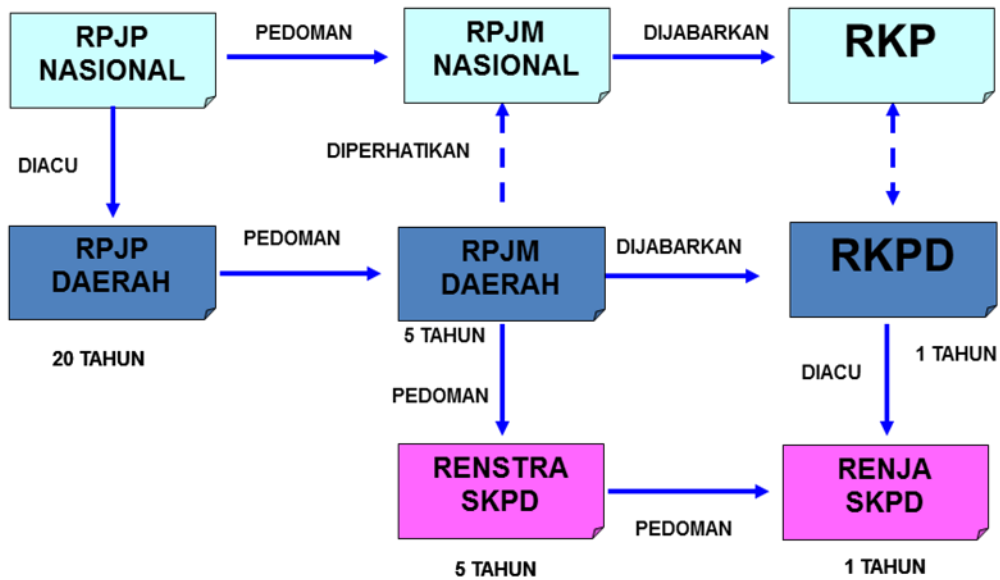 RPJP
NASIONAL
PEDOMAN
RPJM
NASIONAL
DIJABARKAN
RKP
DIACU
DIPERHATIKAN
RPJP
DAERAH
PEDOMAN
RPJM
DAERAH
DIJABARKAN
RKPD
20 TAHUN
5 TAHUN
1 TAHUN
PEDOMAN
DIACU
RENSTRA
SKPD
PEDOMAN
RENJA
SKPD
5 TAHUN
1 TAHUN